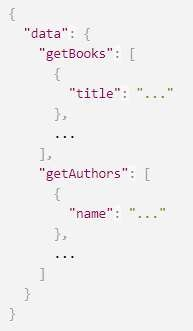 {
  "data": {
    "getBooks": [
      {
        "title": "..."
      },
      ...
    ],
    "getAuthors": [
      {
        "name": "..."
      },
      ...
    ]
  }
}